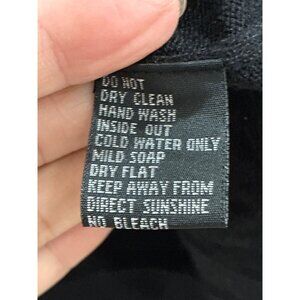 DO NOT
DRY CLEAN
HAND WASH
INSIDE OUT
COLD WATER ONLY
MILD SOAP
DRY FLAT
KEEP AWAY FROM
DIRECT SUNSHINE
NO BLEACH